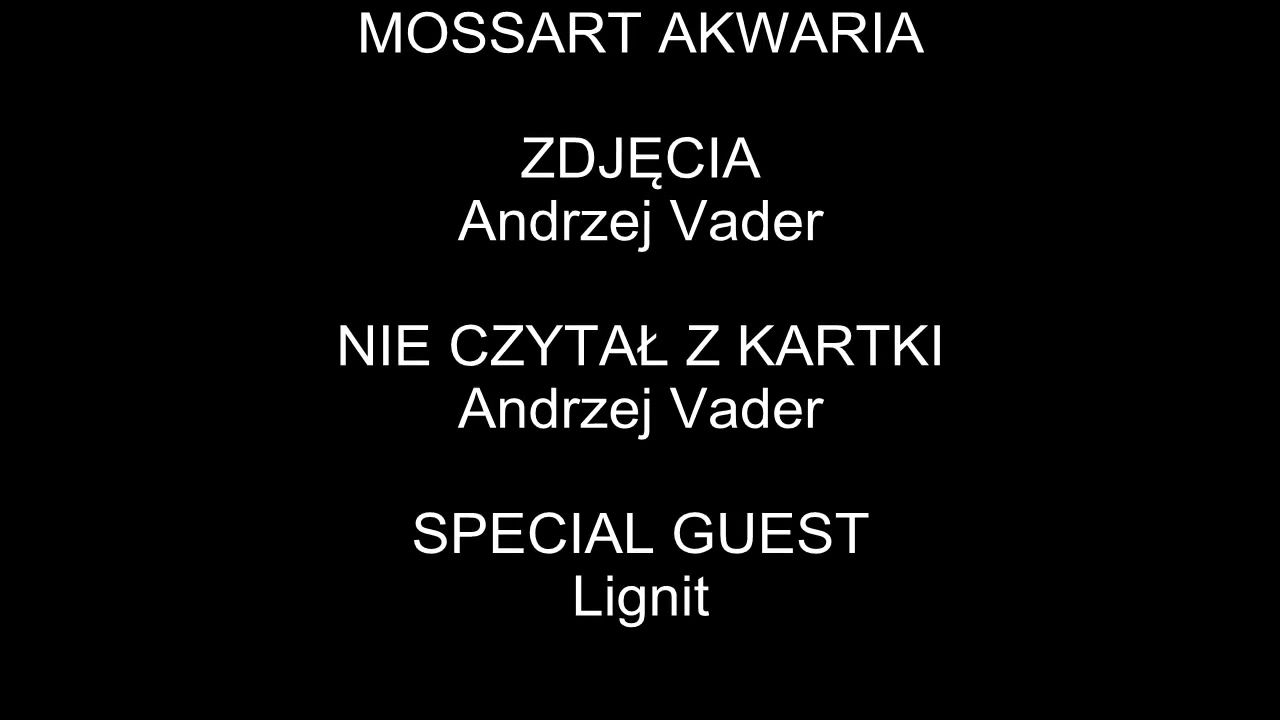 MOSSART AKWARIA
ZDJĘCIA
Andrzej Vader
NIE CZYTAŁ Z KARTKI
Andrzej Vader
SPECIAL GUEST
Lignit